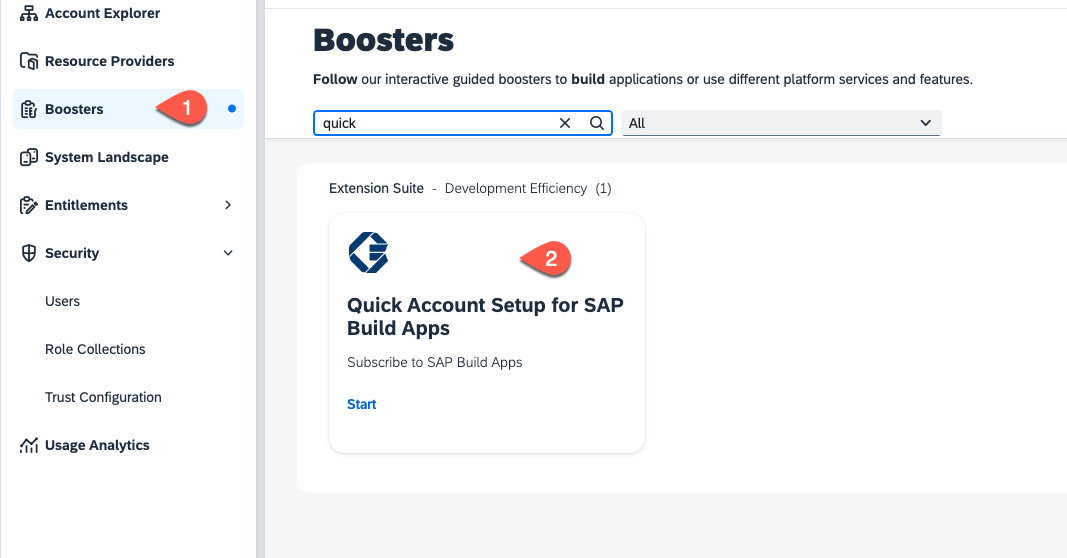 Account Explorer
Resource Providers
Boosters
1
System Landscape
Entitlements
Security
Users
Role Collections
Trust Configuration
Usage Analytics
Boosters
Follow our interactive guided boosters to build applications or use different platform services and features.
quick
All
Extension Suite - Development Efficiency (1)
2
Quick Account Setup for SAP
Build Apps
Subscribe to SAP Build Apps
Start